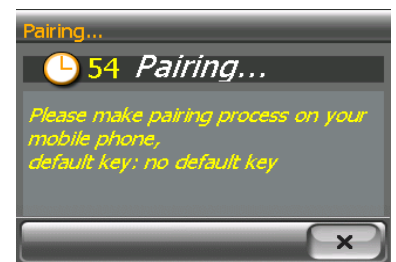 Pairing...
54 Pairing...
Please make pairing process on your
mobile phone,
default key: no default key